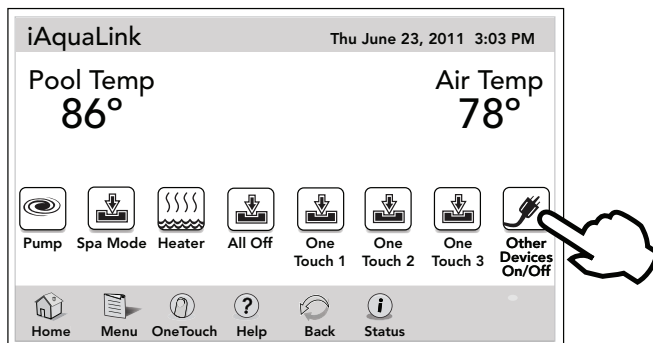 iAquaLink
Thu June 23, 2011 3:03 PM
Pool Temp
86°
Air Temp
78°
Pump
Spa Mode
Heater
All Off
One
Touch 1
One
Touch 2
One
Touch 3
Other
Devices
On/Off
Home
Menu
OneTouch
?
Help
Back
i
Status